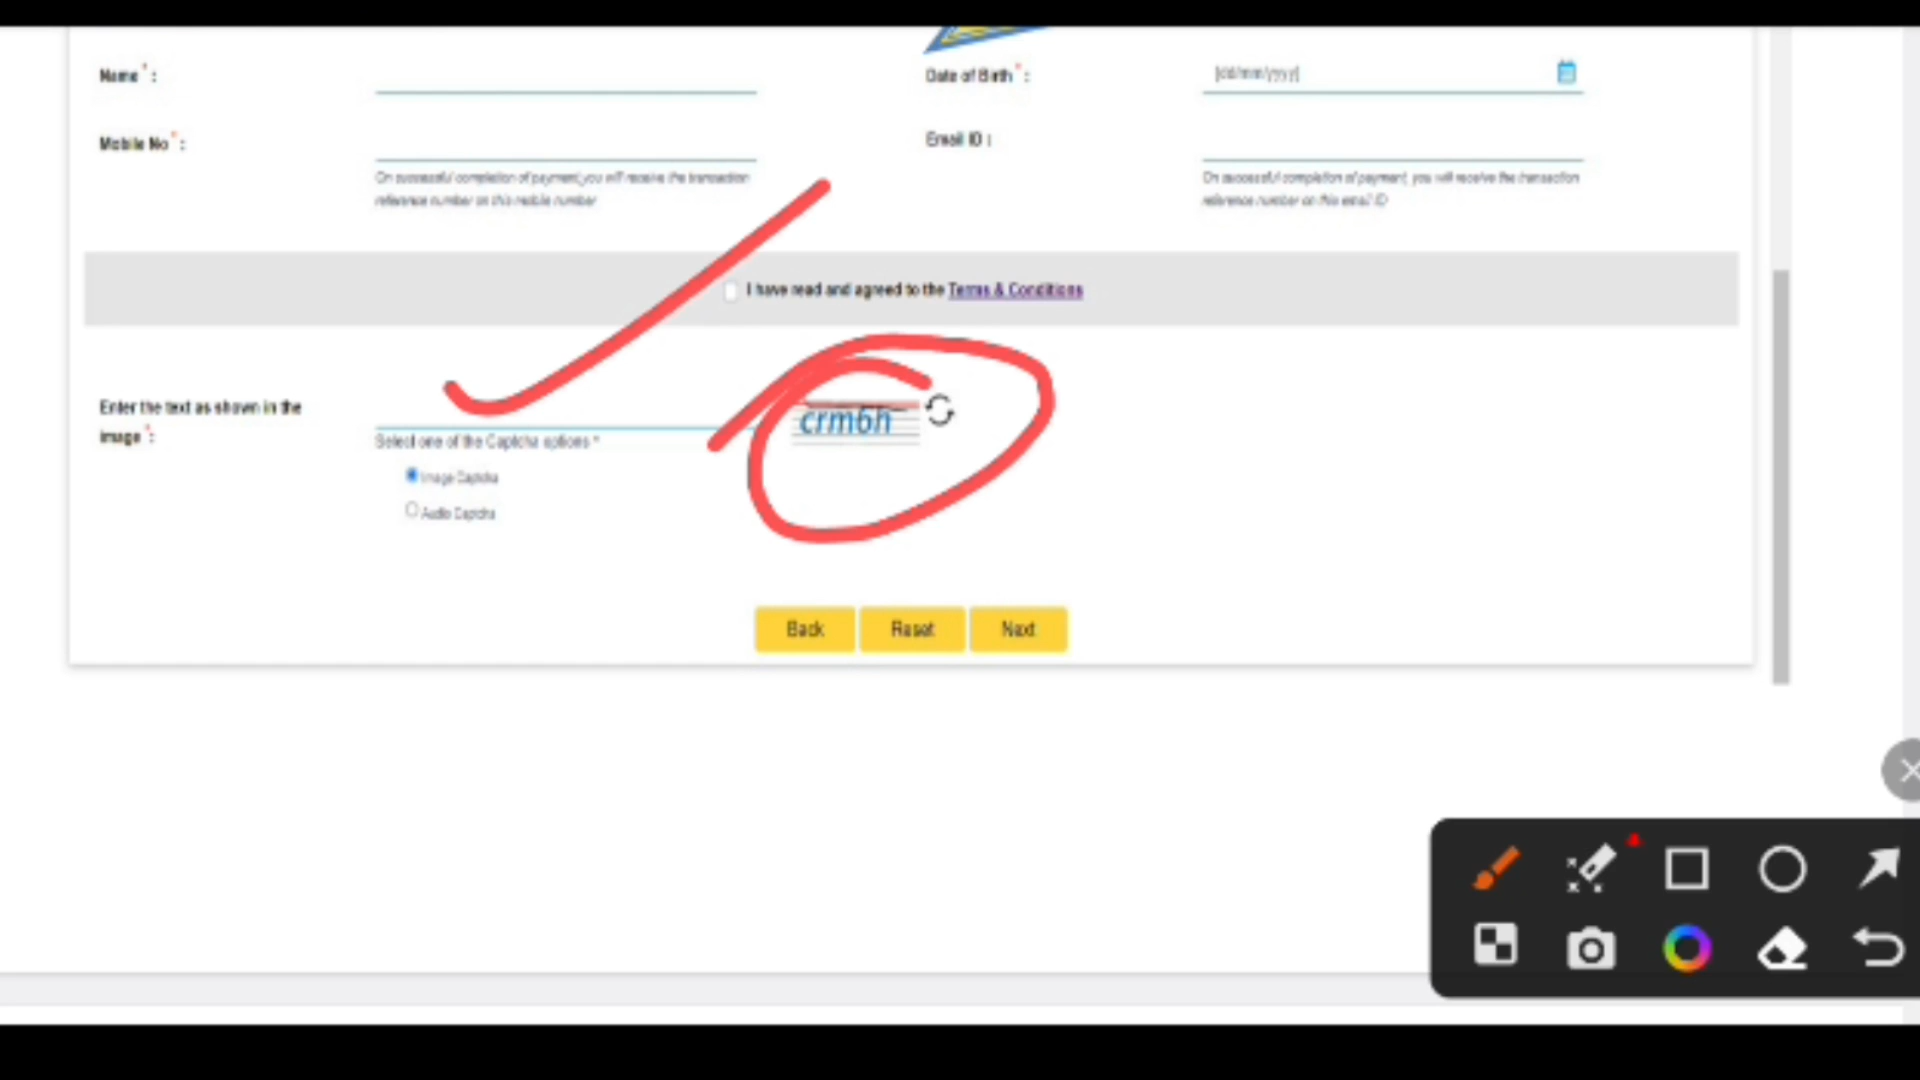 Name * :
Date of Birth * :
[dd/mm/yyyy]
Mobile No * :
Email ID :
On successful completion of payment,you will receive the transaction
reference number on this mobile number
On successful completion of payment, you will receive the transaction
reference number on this email ID
I have read and agreed to the Terms & Conditions
Enter the text as shown in the
image * :
crm6h
Select one of the Captcha options *
Image Captcha
Audio Captcha
Back
Reset
Next